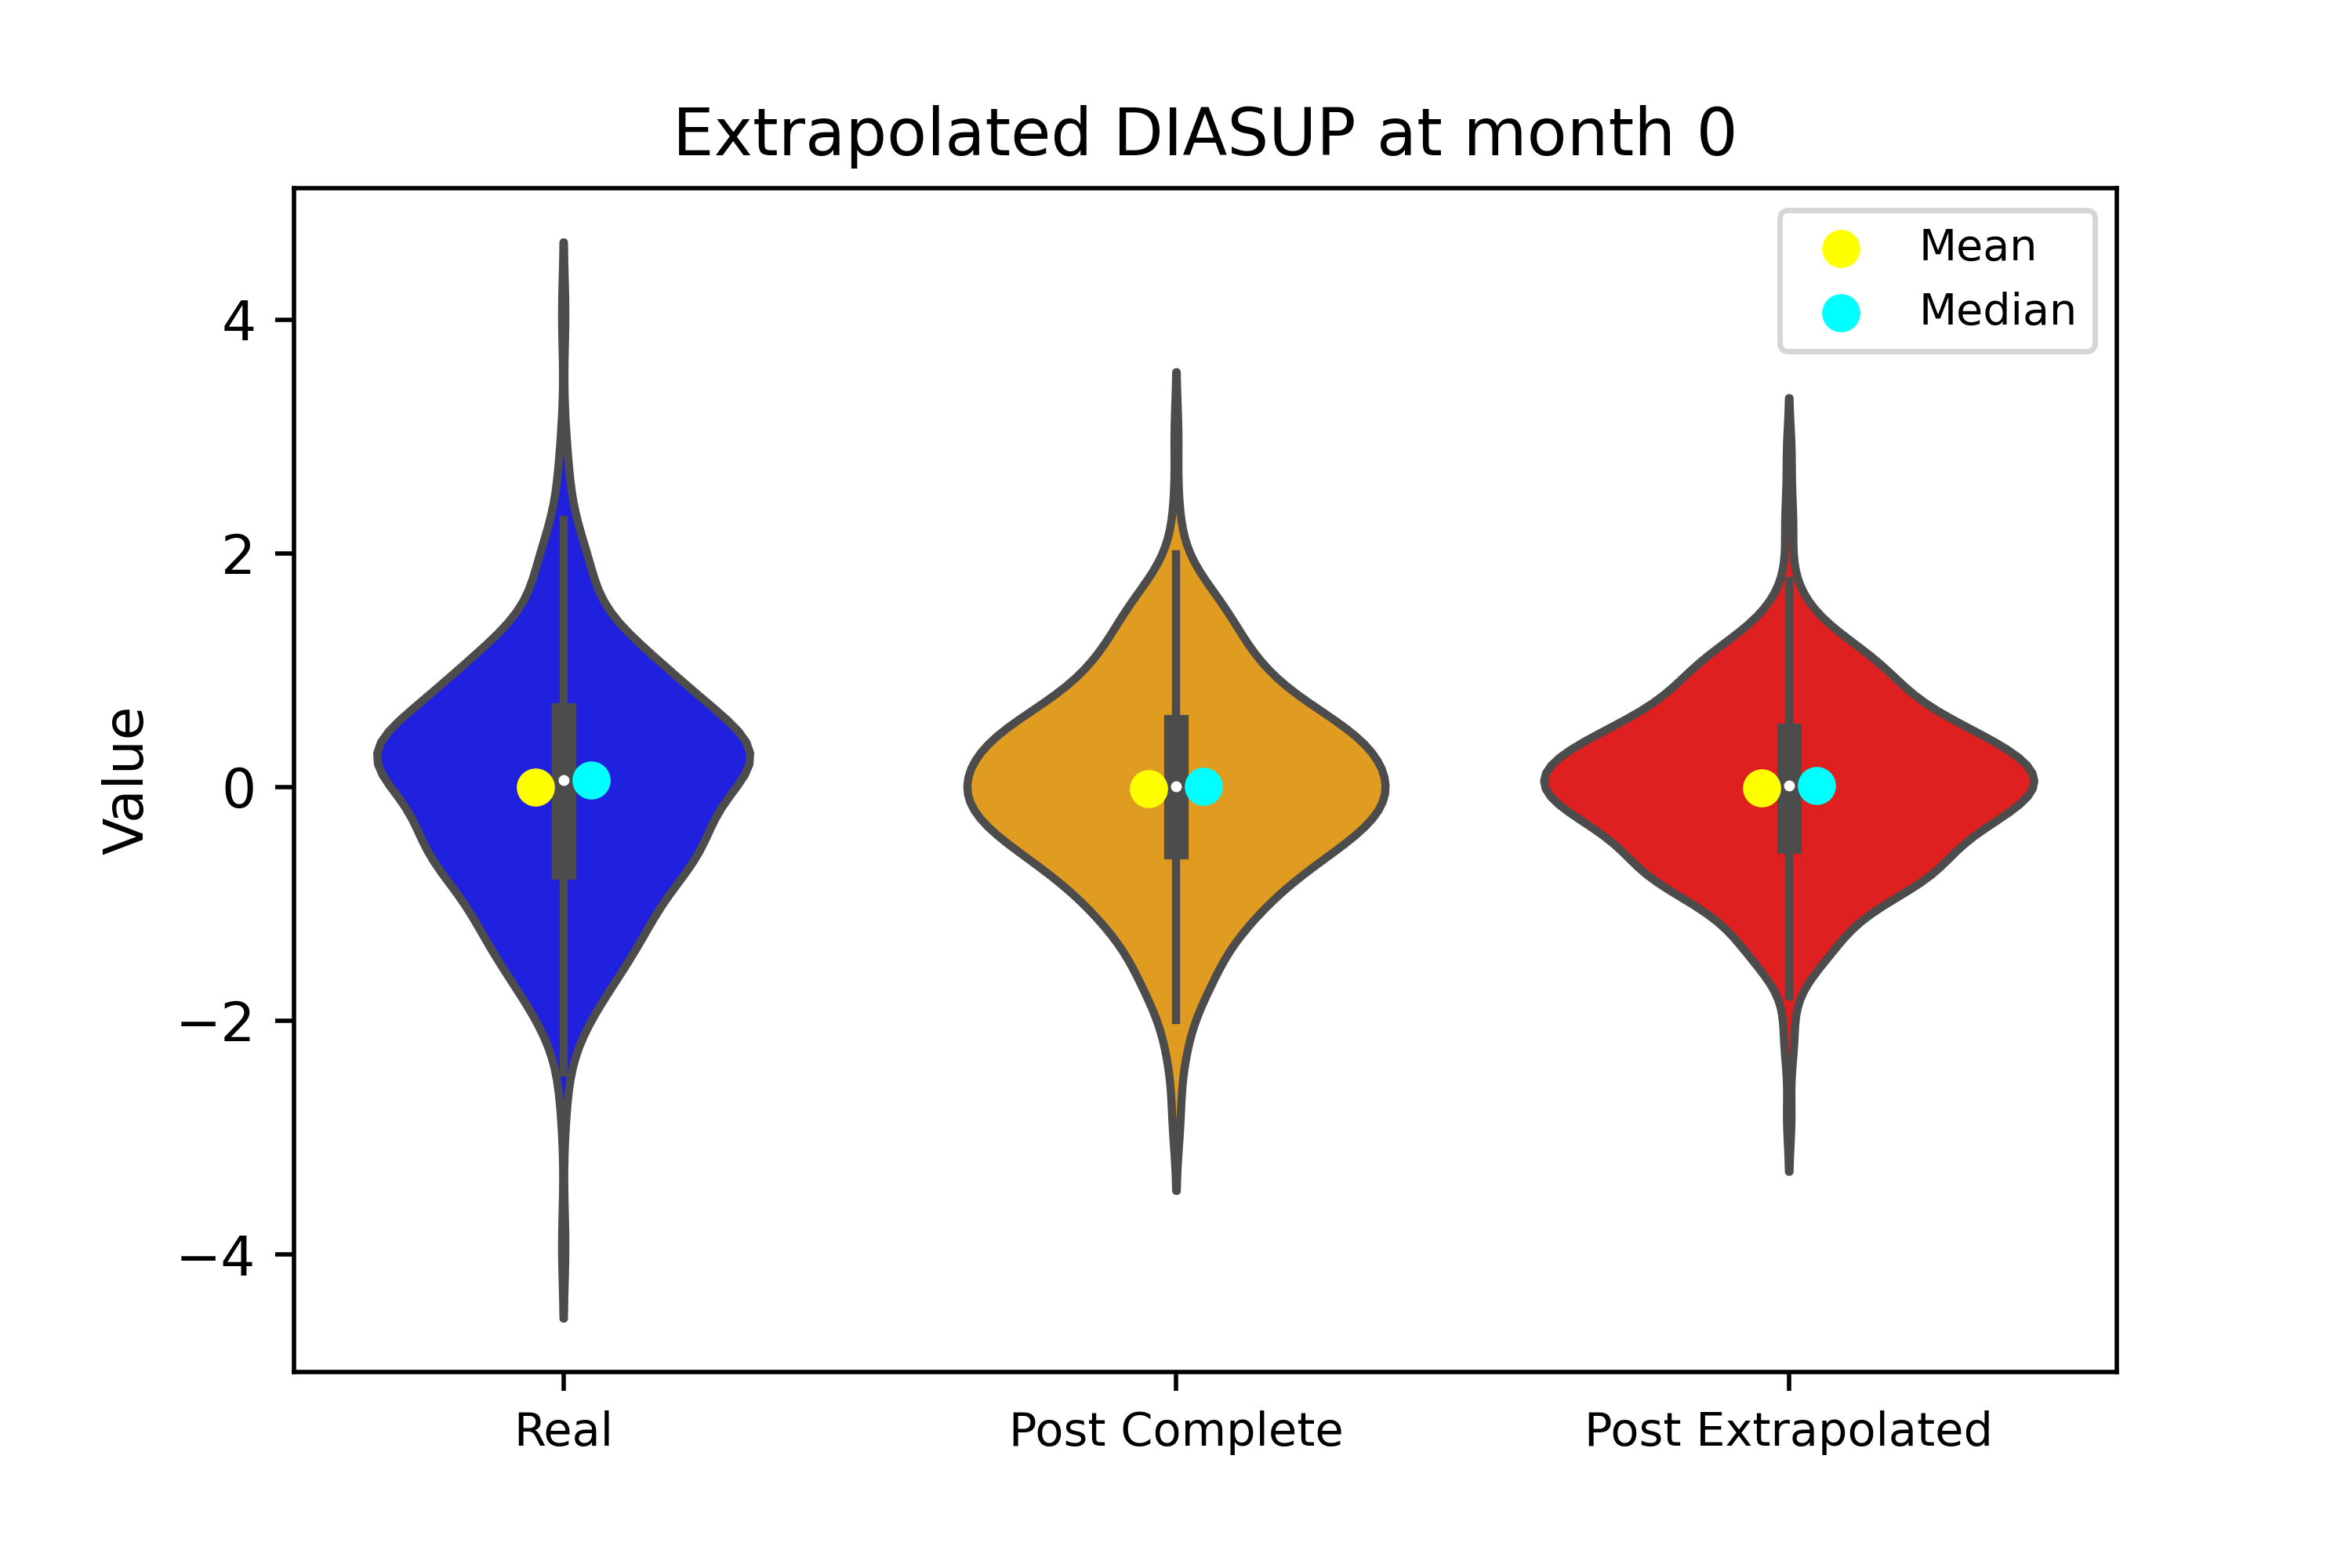 Extrapolated DIASUP at month 0
Mean
Median
4
2
0
−2
−4
Value
Real
Post Complete
Post Extrapolated